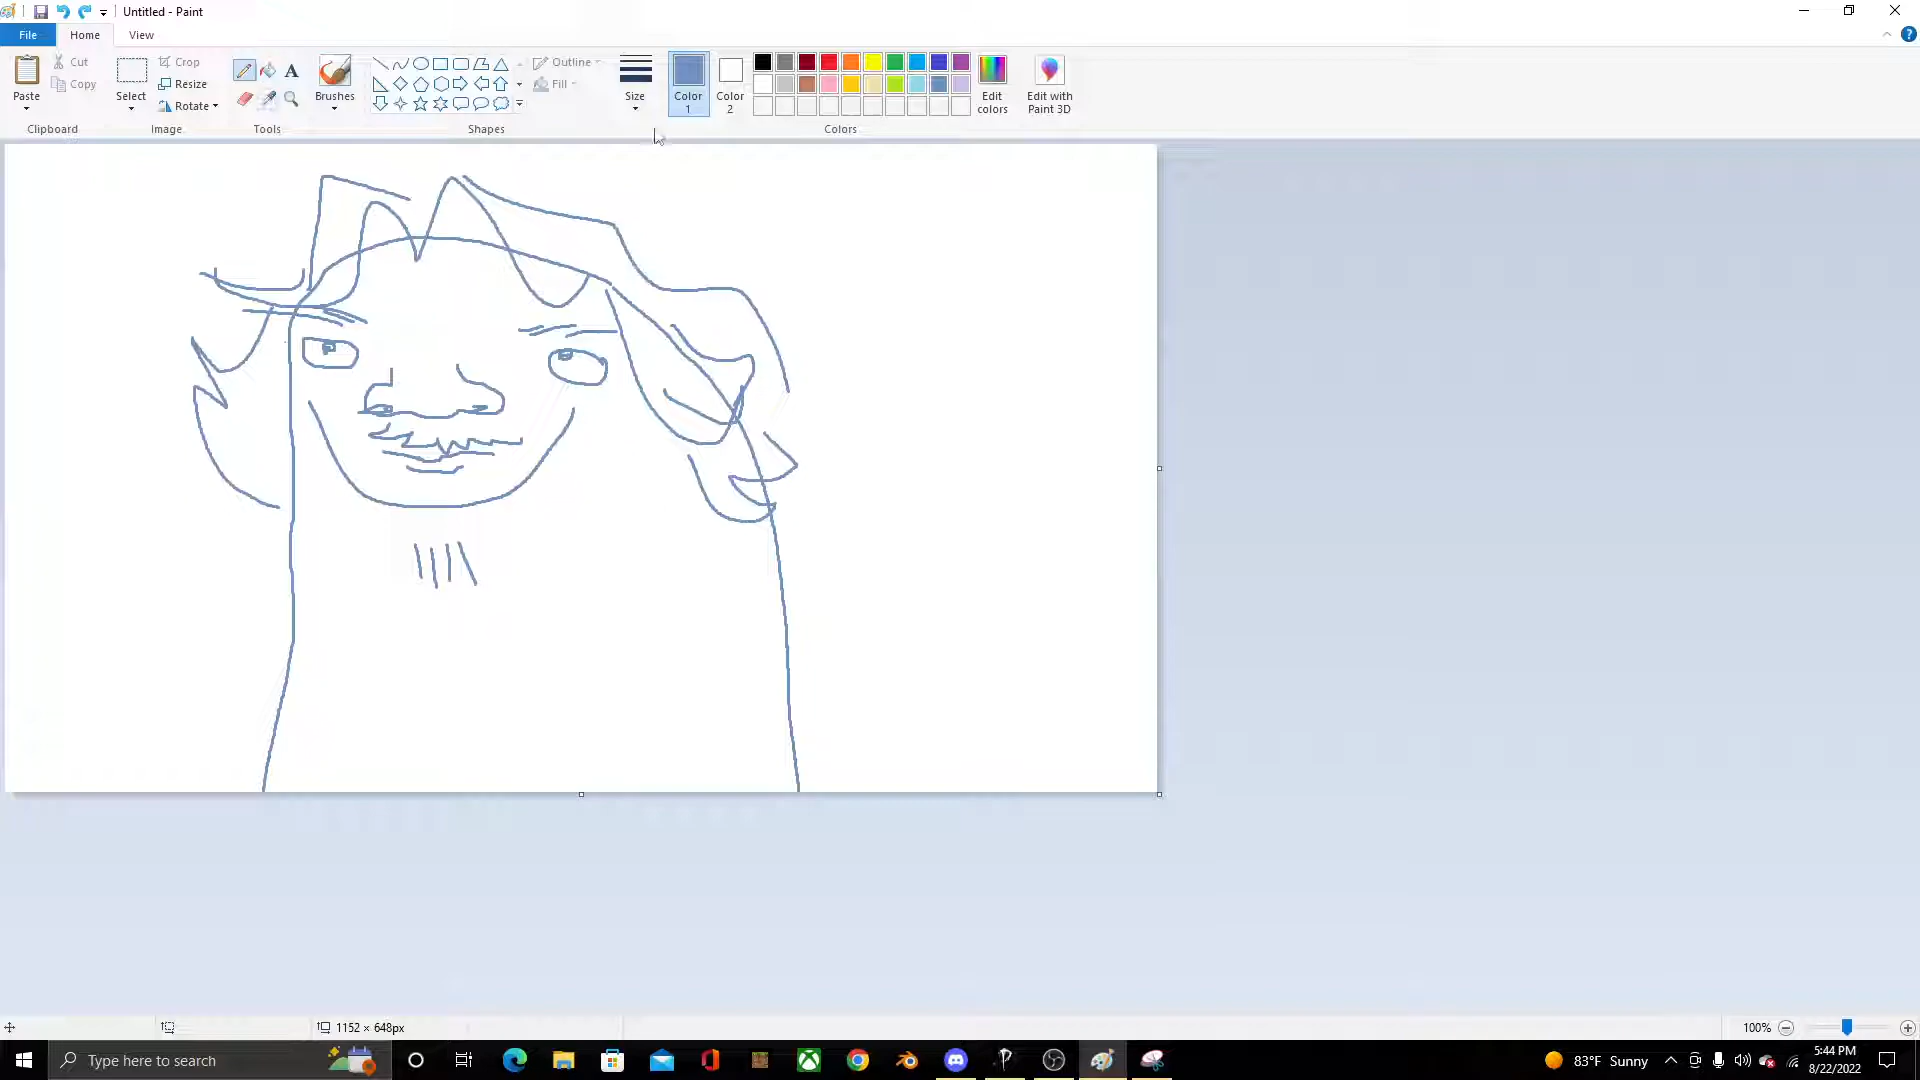 Untitled - Paint
File Home View
Paste
Cut
Copy
Clipboard
Select
Crop
Resize
Rotate
Image
A
Tools
Brushes
Outline
Fill
Shapes
Size
Color
1
Color
2
Edit
colors
Colors
Edit with
Paint 3D
?
1152 × 648px
100%
Type here to search
83°F Sunny
5:44 PM
8/22/2022